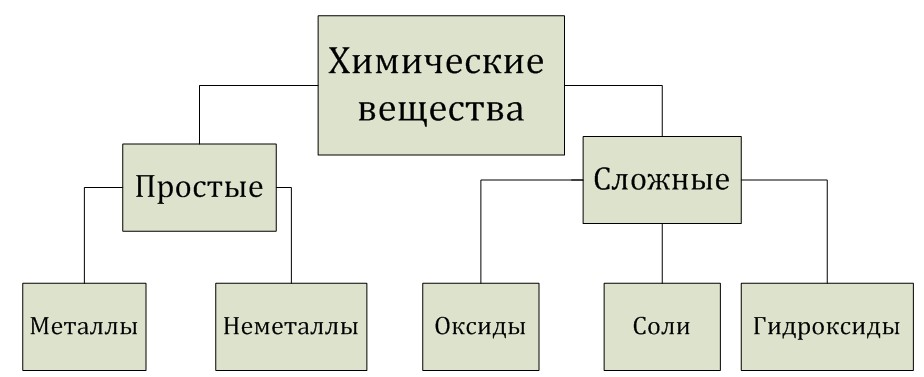 Химические
вещества
Простые
Сложные
Металлы
Неметаллы
Оксиды
Соли
Гидроксиды